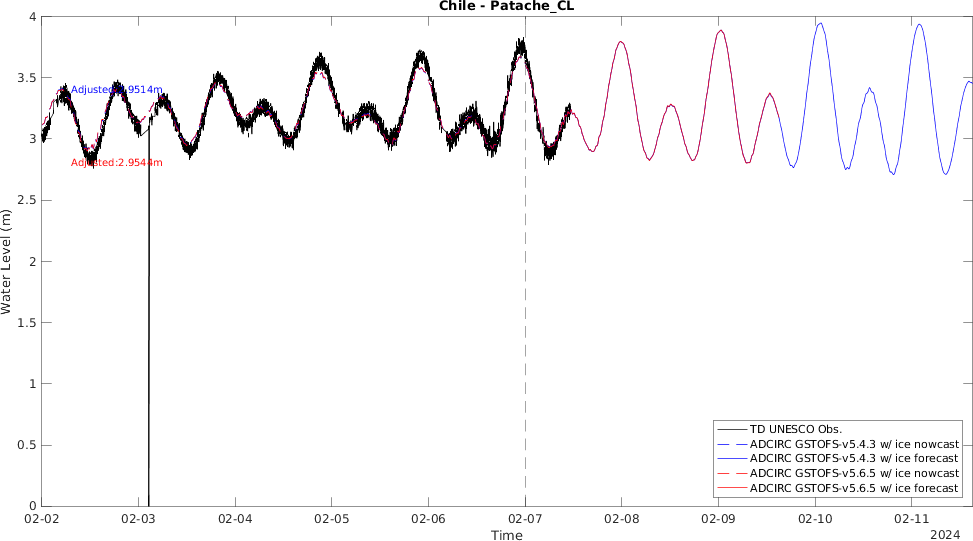 Chile - Patache_CL
4
3.5
3
2.5
2
1.5
1
0.5
0
Water Level (m)
Adjusted:2.9514m
Adjusted:2.9544m
TD UNESCO Obs.
ADCIRC GSTOFS-v5.4.3 w/ ice nowcast
ADCIRC GSTOFS-v5.4.3 w/ ice forecast
ADCIRC GSTOFS-v5.6.5 w/ ice nowcast
ADCIRC GSTOFS-v5.6.5 w/ ice forecast
02-02 02-03 02-04 02-05 02-06 02-07 02-08 02-09 02-10 02-11
Time
2024